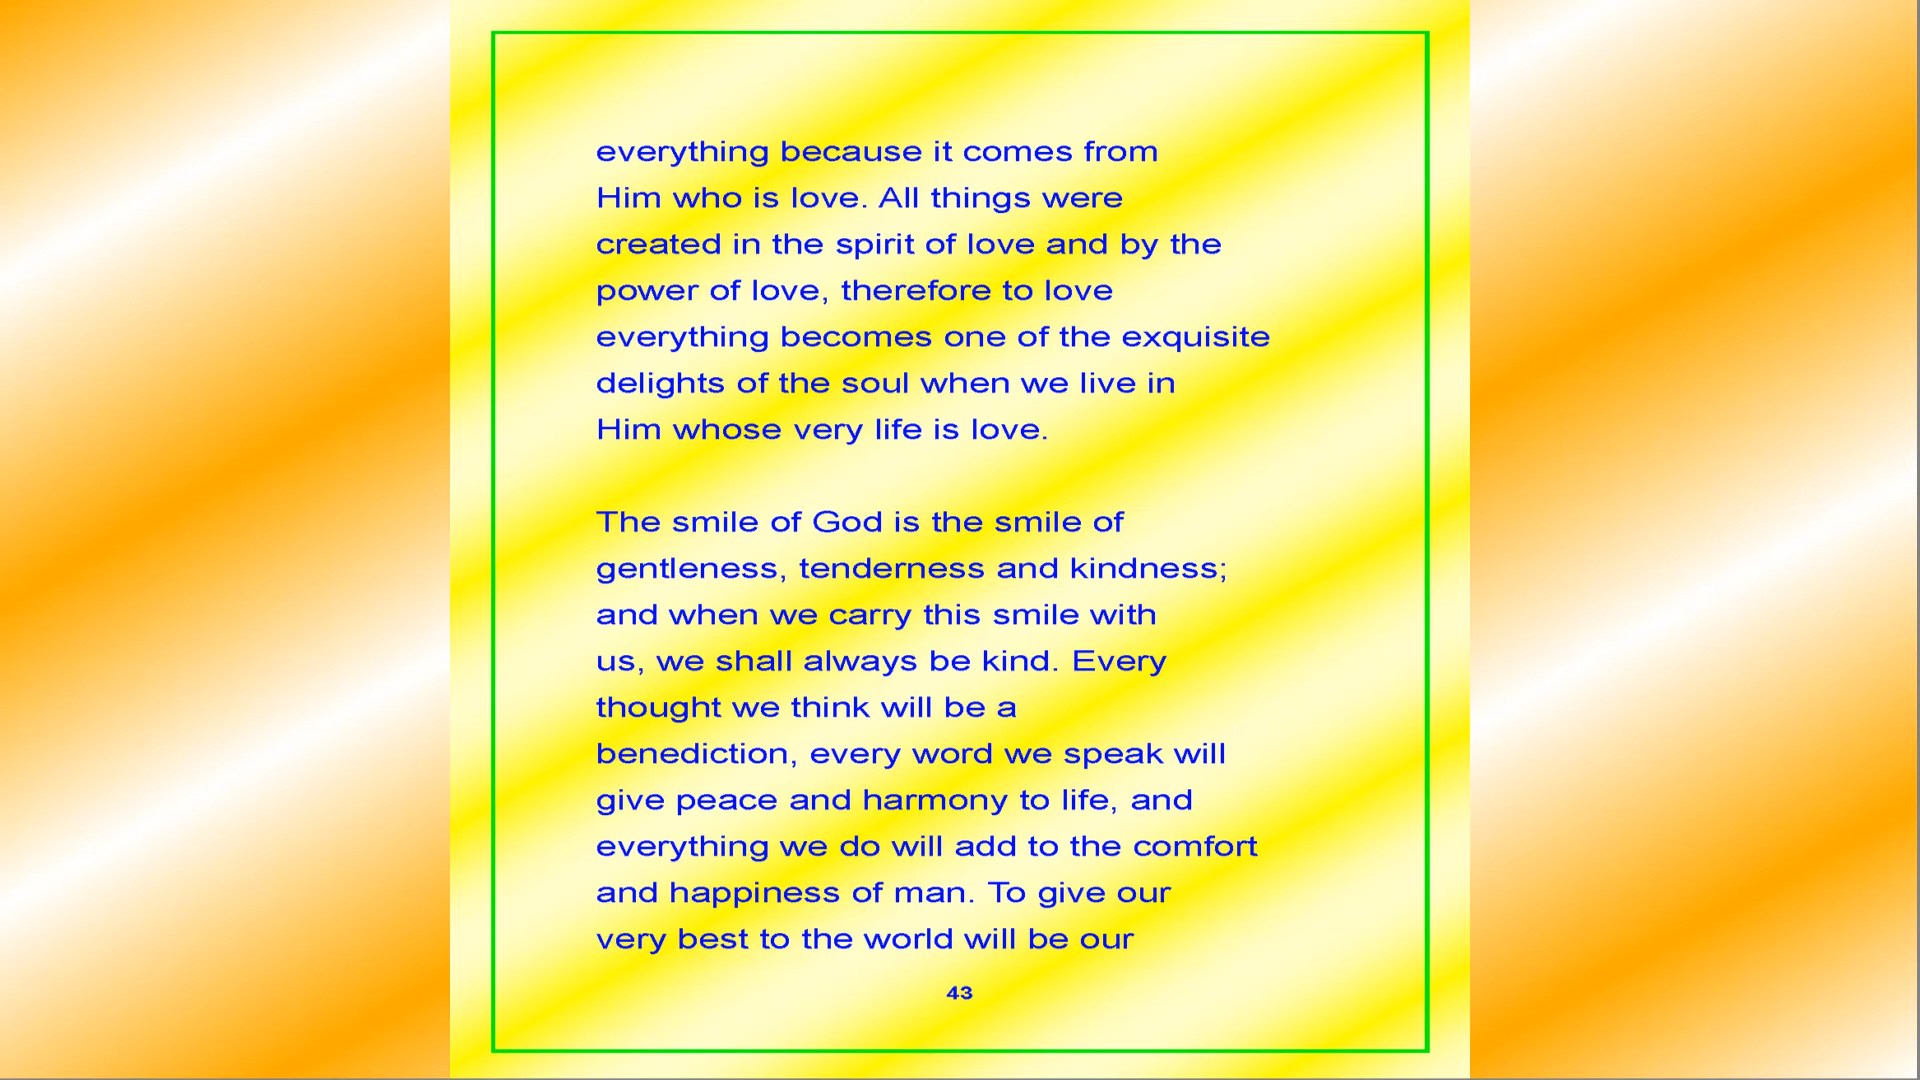 everything because it comes from
Him who is love. All things were
created in the spirit of love and by the
power of love, therefore to love
everything becomes one of the exquisite
delights of the soul when we live in
Him whose very life is love.
The smile of God is the smile of
gentleness, tenderness and kindness;
and when we carry this smile with
us, we shall always be kind. Every
thought we think will be a
benediction, every word we speak will
give peace and harmony to life, and
everything we do will add to the comfort
and happiness of man. To give our
very best to the world will be our
43